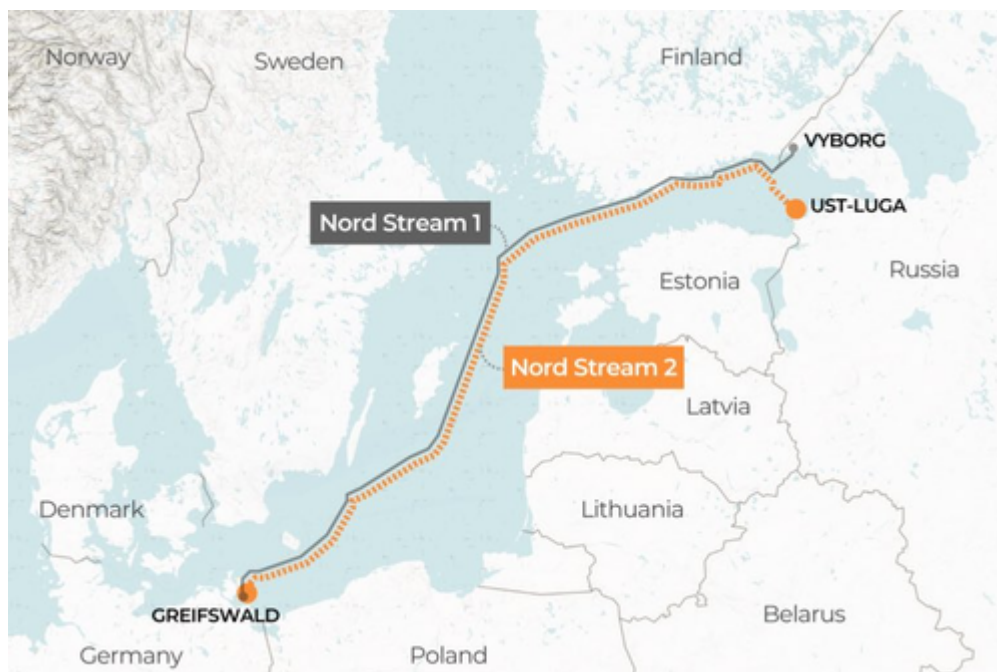 Norway
Sweden
Finland
VYBORG
UST-LUGA
Nord Stream 1
Russia
Estonia
Nord Stream 2
Latvia
Denmark
Lithuania
GREIFSWALD
Belarus
Germany
Poland